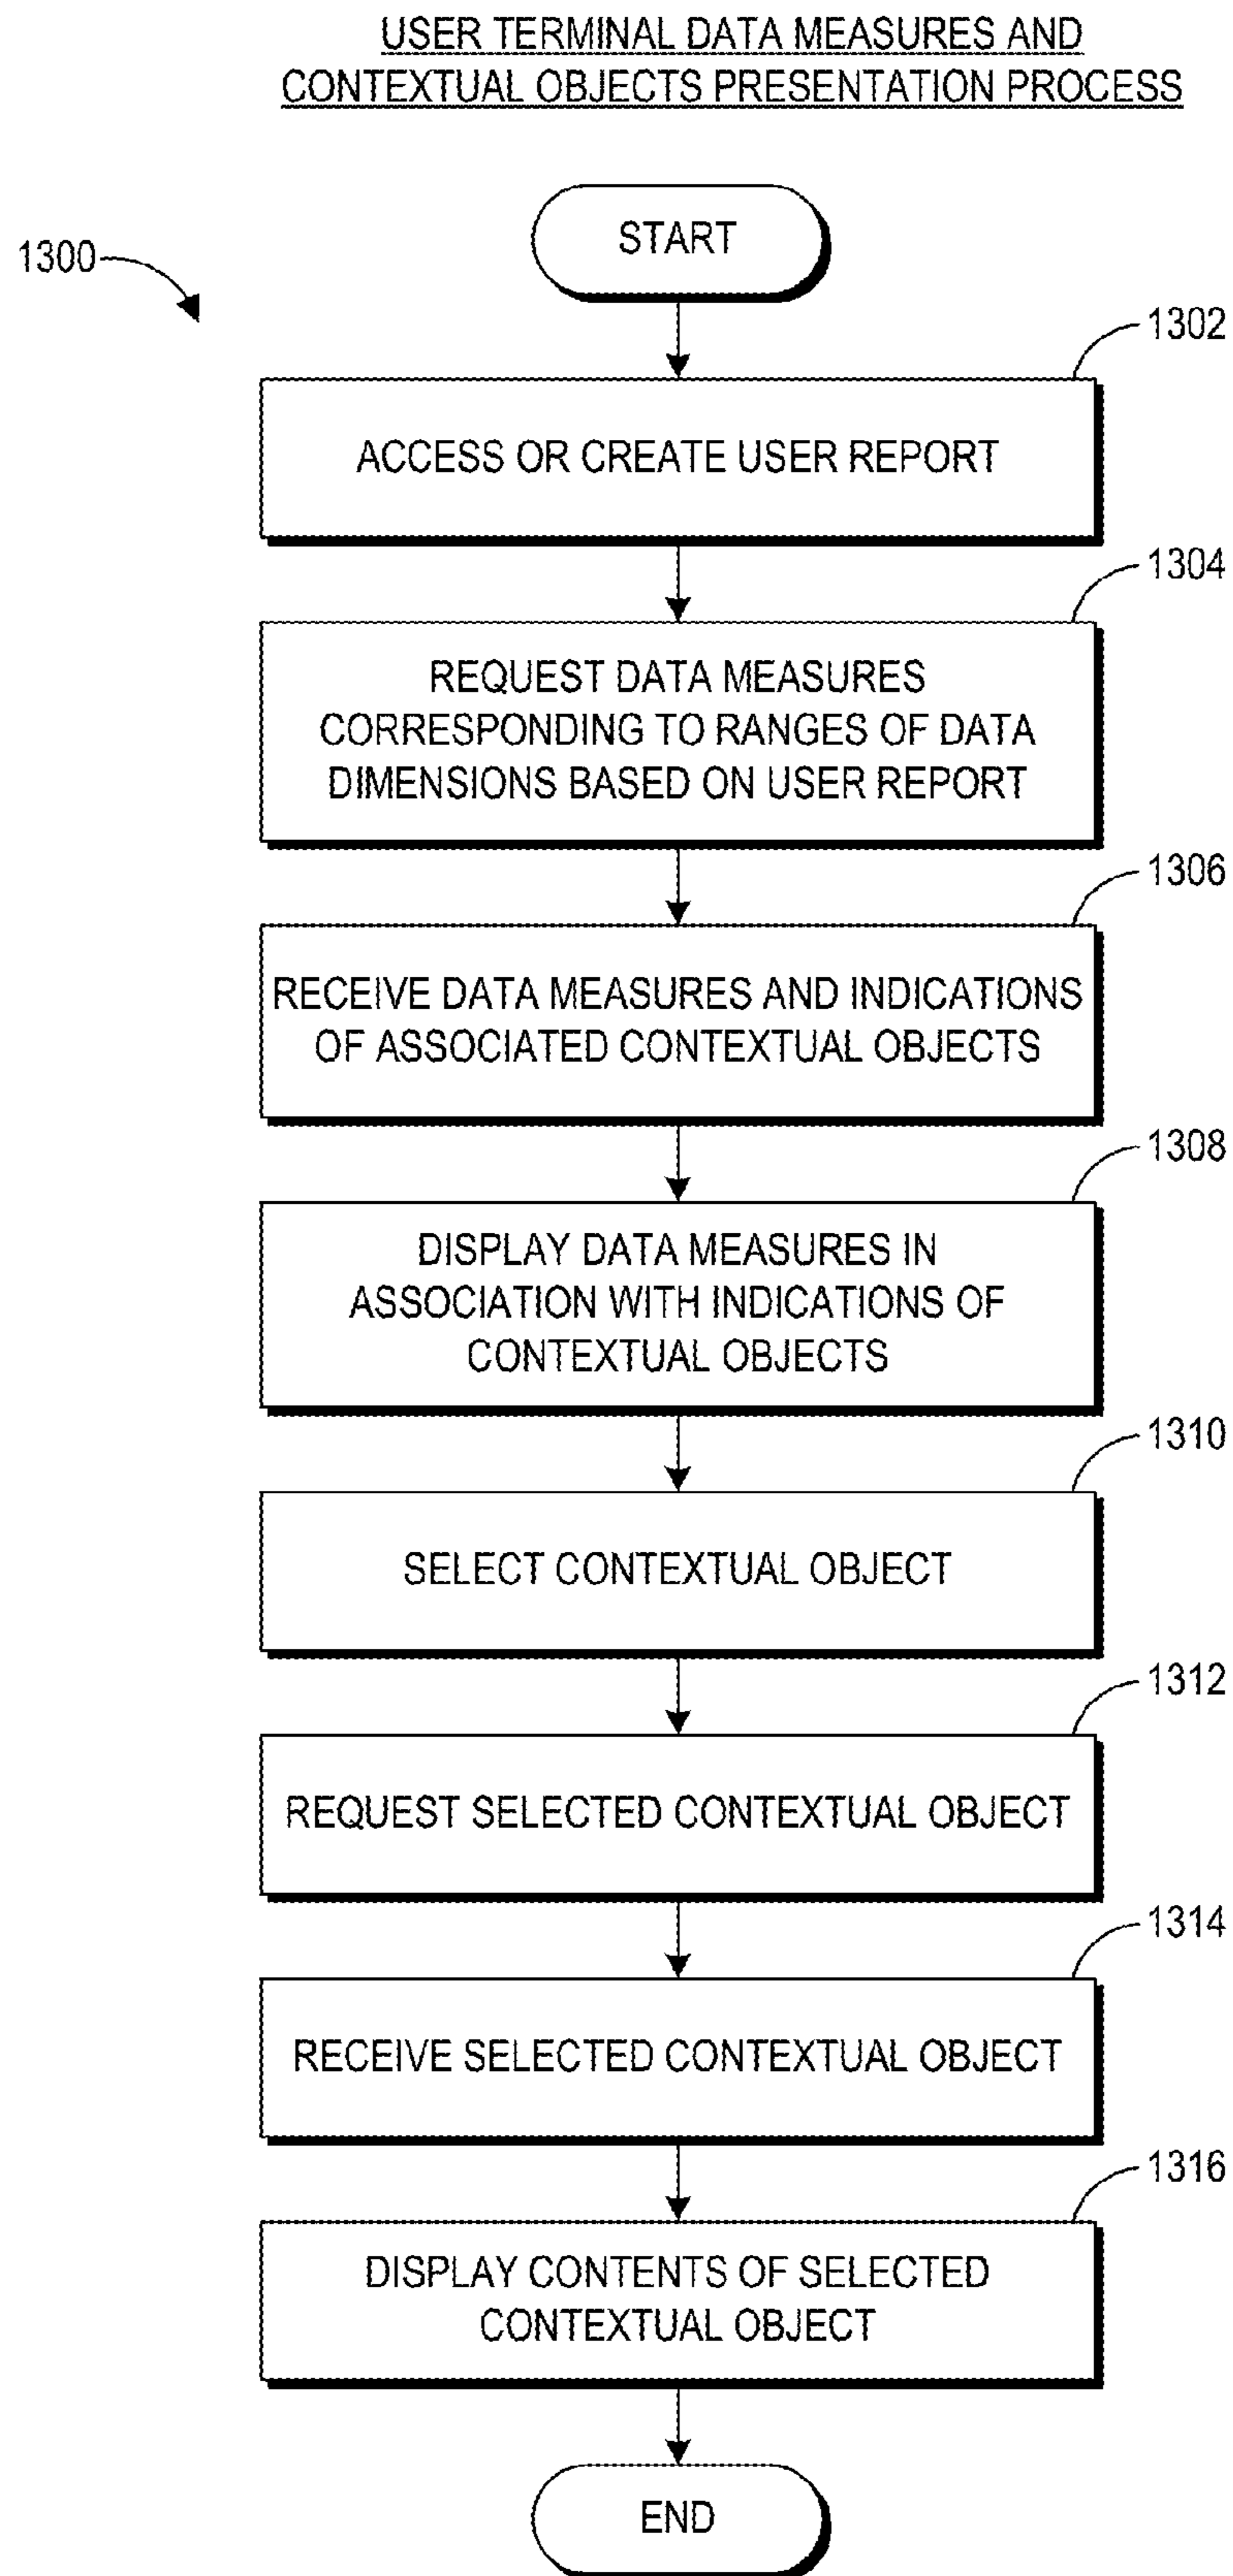 USER TERMINAL DATA MEASURES AND
CONTEXTUAL OBJECTS PRESENTATION PROCESS
START
1300
1302
ACCESS OR CREATE USER REPORT
1304
REQUEST DATA MEASURES
CORRESPONDING TO RANGES OF DATA
DIMENSIONS BASED ON USER REPORT
1306
RECEIVE DATA MEASURES AND INDICATIONS
OF ASSOCIATED CONTEXTUAL OBJECTS
1308
DISPLAY DATA MEASURES IN
ASSOCIATION WITH INDICATIONS OF
CONTEXTUAL OBJECTS
1310
SELECT CONTEXTUAL OBJECT
1312
REQUEST SELECTED CONTEXTUAL OBJECT
1314
RECEIVE SELECTED CONTEXTUAL OBJECT
1316
DISPLAY CONTENTS OF SELECTED
CONTEXTUAL OBJECT
END